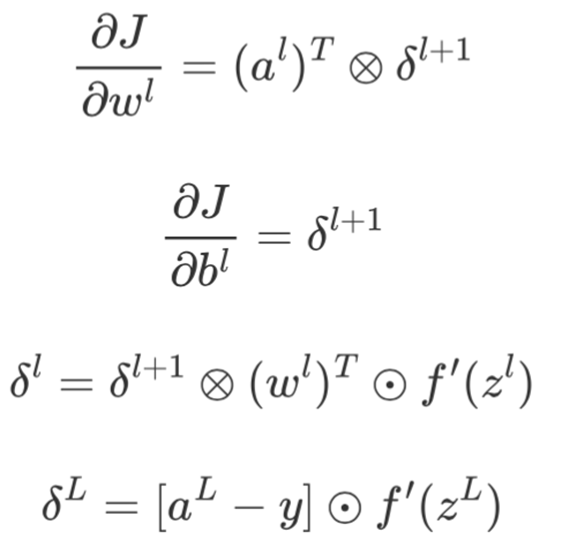 ∂J/∂w^l = (a^l)^T ⊗ δ^{l+1}
∂J/∂b^l = δ^{l+1}
δ^l = δ^{l+1} ⊗ (w^l)^T ⊙ f′(z^l)
δ^L = [a^L − y] ⊙ f′(z^L)